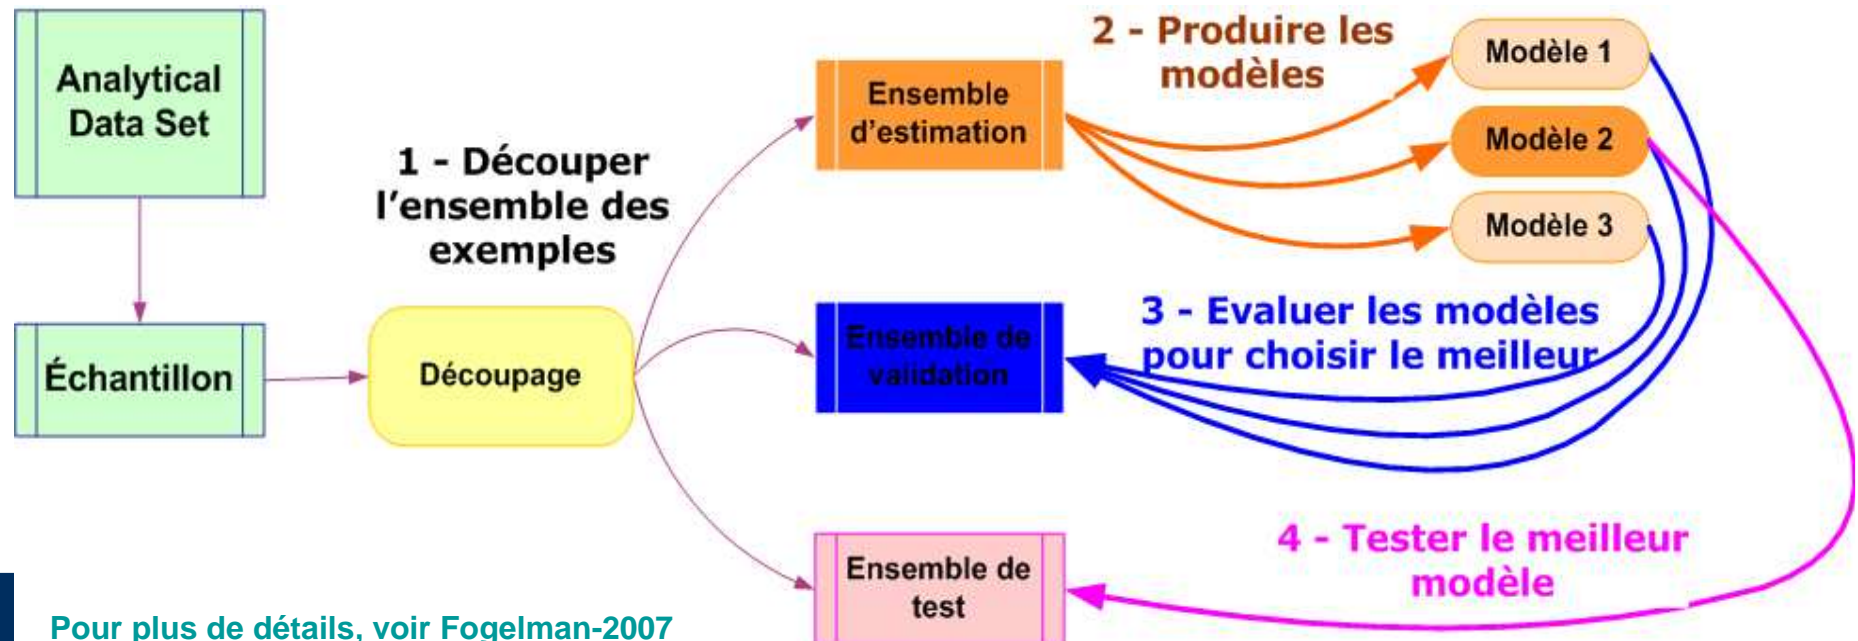 Analytical
Data Set
Échantillon
1 - Découper
l'ensemble des
exemples
Découpage
Ensemble
d'estimation
2 - Produire les
modèles
Modèle 1
Modèle 2
Modèle 3
Ensemble de
validation
3 - Evaluer les modèles
pour choisir le meilleur
Ensemble de
test
4 - Tester le meilleur
modèle
Pour plus de détails, voir Fogelman-2007